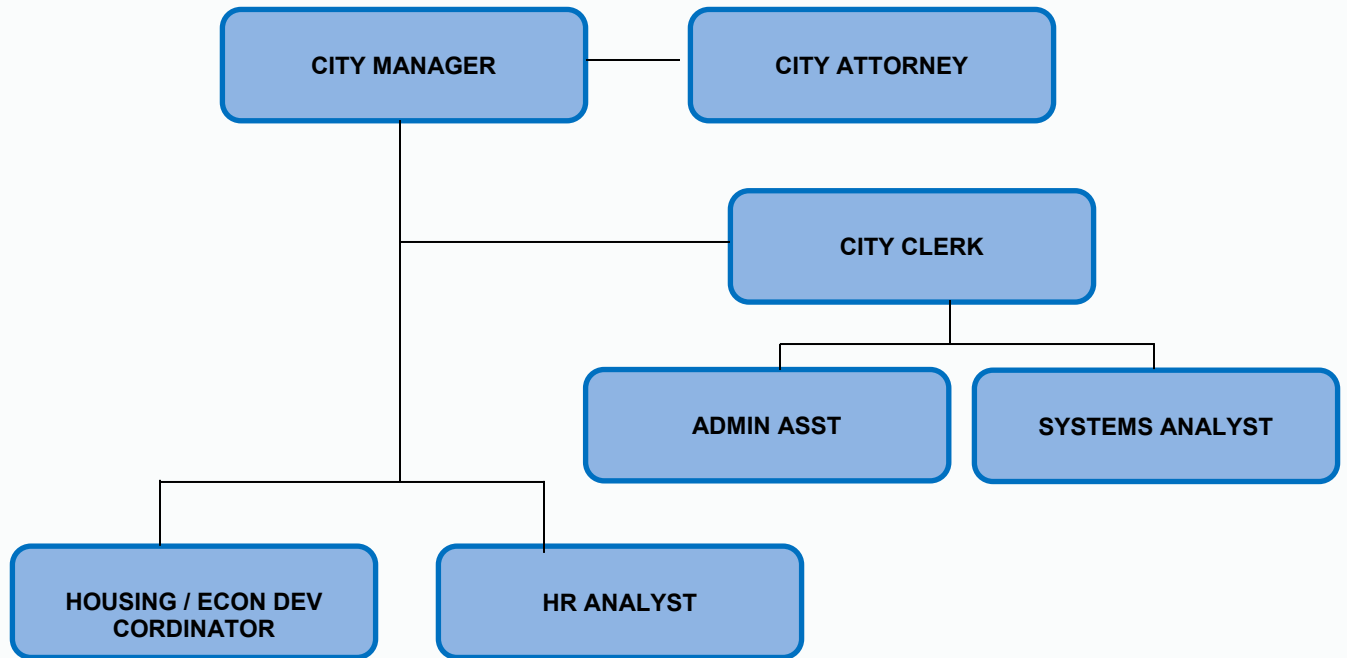 CITY MANAGER
CITY ATTORNEY
CITY CLERK
ADMIN ASST
SYSTEMS ANALYST
HOUSING / ECON DEV
CORDINATOR
HR ANALYST